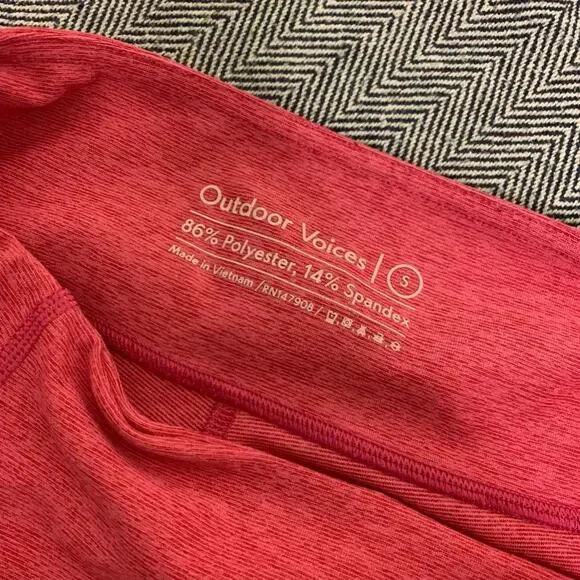 Outdoor Voices | S
86% Polyester, 14% Spandex
Made in Vietnam /RN147908/